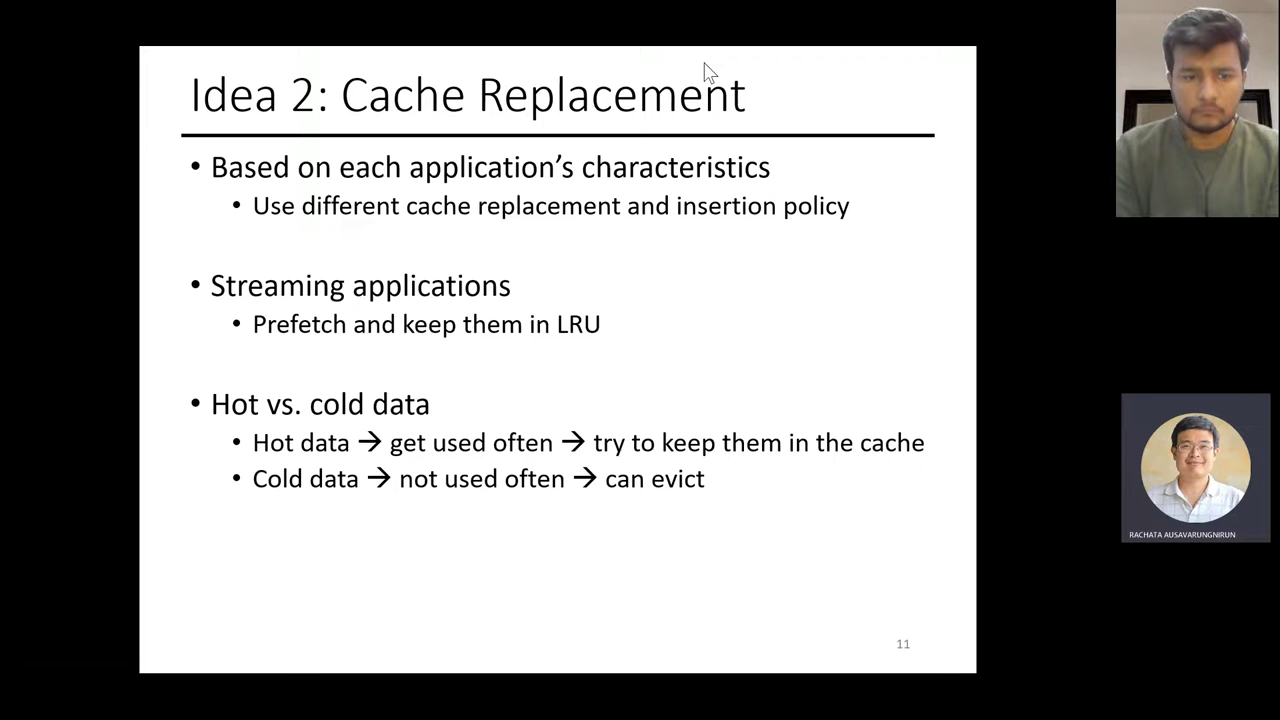 Idea 2: Cache Replacement
• Based on each application's characteristics
• Use different cache replacement and insertion policy
• Streaming applications
• Prefetch and keep them in LRU
• Hot vs. cold data
• Hot data → get used often → try to keep them in the cache
• Cold data → not used often → can evict
11
RACHATA AUSAVARUNGNIRUN